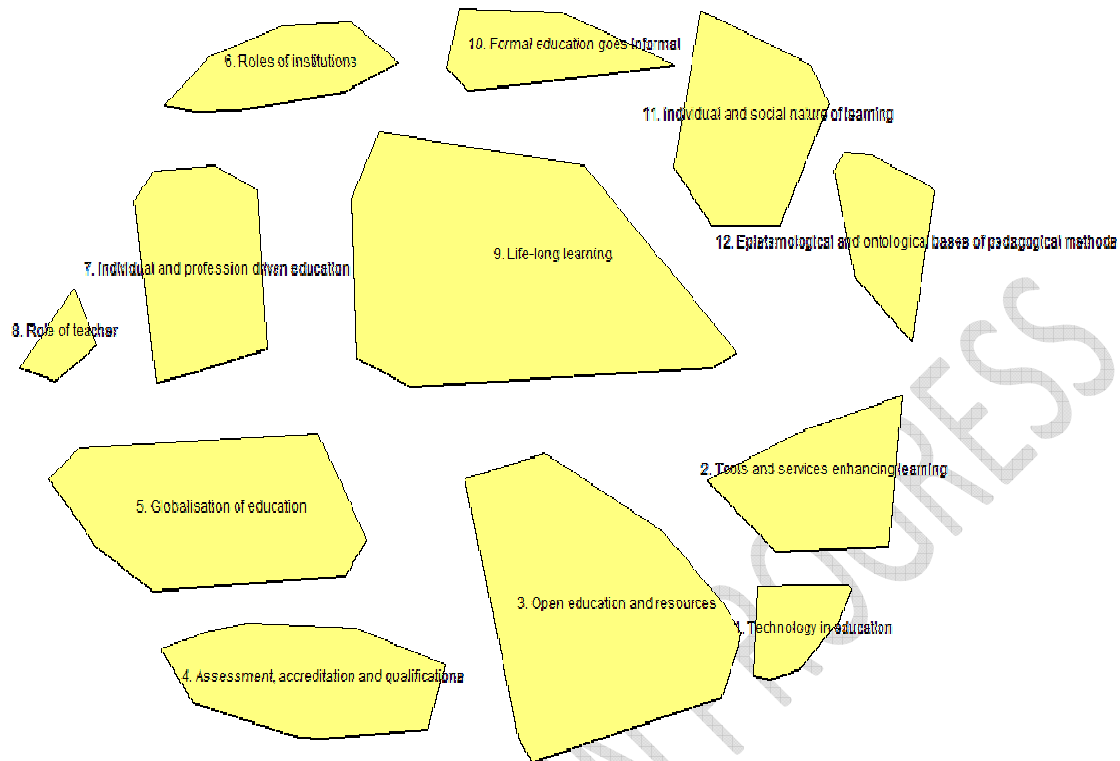 10. Formal education goes informal
6. Roles of institutions
11. Individual and social nature of learning
12. Epistemological and ontological bases of pedagogical methods
9. Life-long learning
7. Individual and profession driven education
8. Role of teacher
2. Tools and services enhancing learning
5. Globalisation of education
3. Open education and resources
1. Technology in education
4. Assessment, accreditation and qualifications
PROGRESS